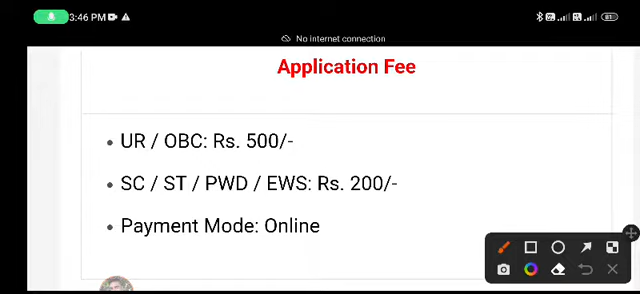 3:46 PM
No internet connection
Application Fee
UR / OBC: Rs. 500/-
SC / ST / PWD / EWS: Rs. 200/-
Payment Mode: Online